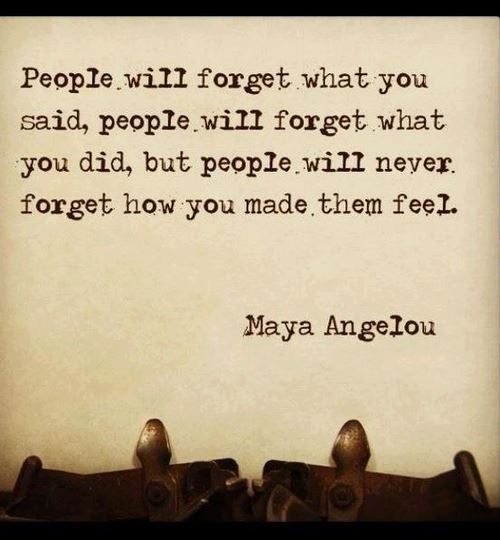 People will forget what you
said, people will forget what
you did, but people will never
forget how you made them feel.
Maya Angelou